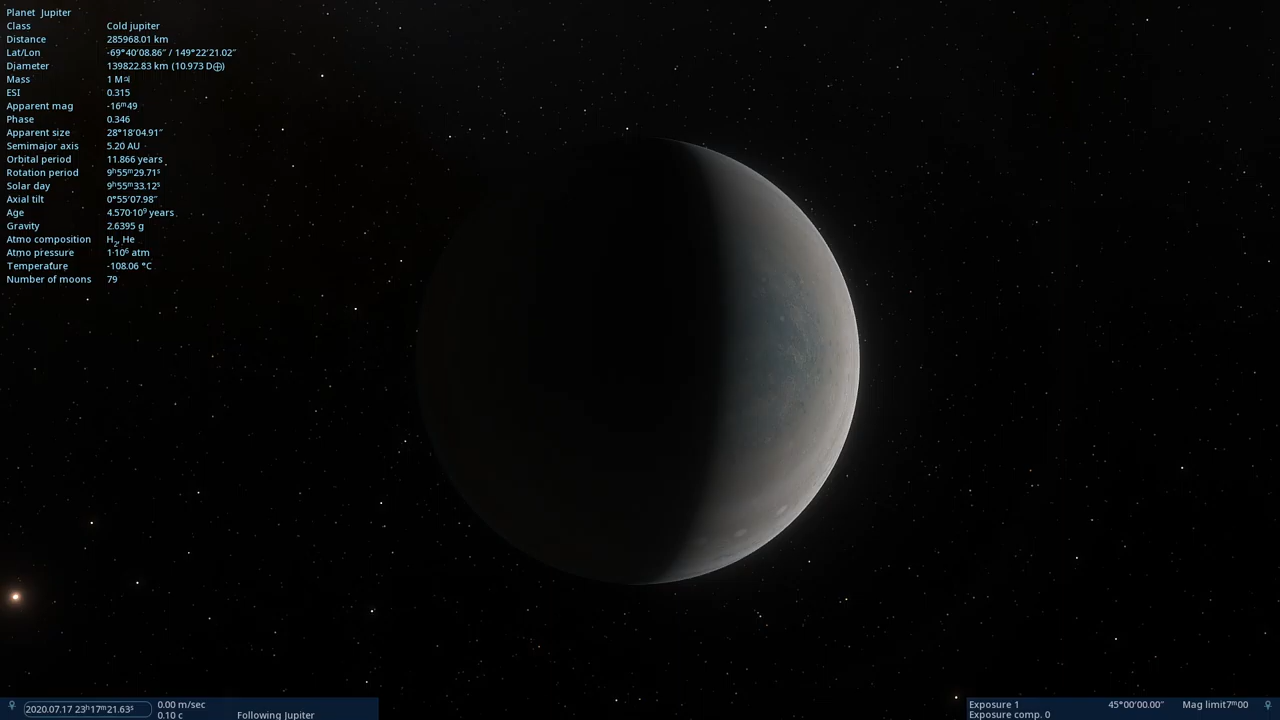 Planet Jupiter
Class Cold jupiter
Distance 285968.01 km
Lat/Lon -69°40′08.86″ / 149°22′21.02″
Djameter 139822.83 km (10.973 D⊕)
Mass 1 M♃
ESI 0.315
Apparent mag -16ᵐ49
Phase 0.346
Apparent size 28°18′04.91″
Semimajor axis 5.20 AU
Orbital period 11.866 years
Rotation period 9ʰ55ᵐ29.71ˢ
Solar day 9ʰ55ᵐ33.12ˢ
Axial tilt 0°55′07.98″
Age 4.570·10⁹ years
Gravity 2.6395 g
Atmo composition H₂, He
Atmo pressure 1·10⁶ atm
Temperature -108.06 °C
Number of moons 79
2020.07.17 23ʰ17ᵐ21.63ˢ
0.00 m/sec
0.10 c Following Jupiter
Exposure 1 45°00′00.00″ Mag limit 7ᵐ00
Exposure comp. 0